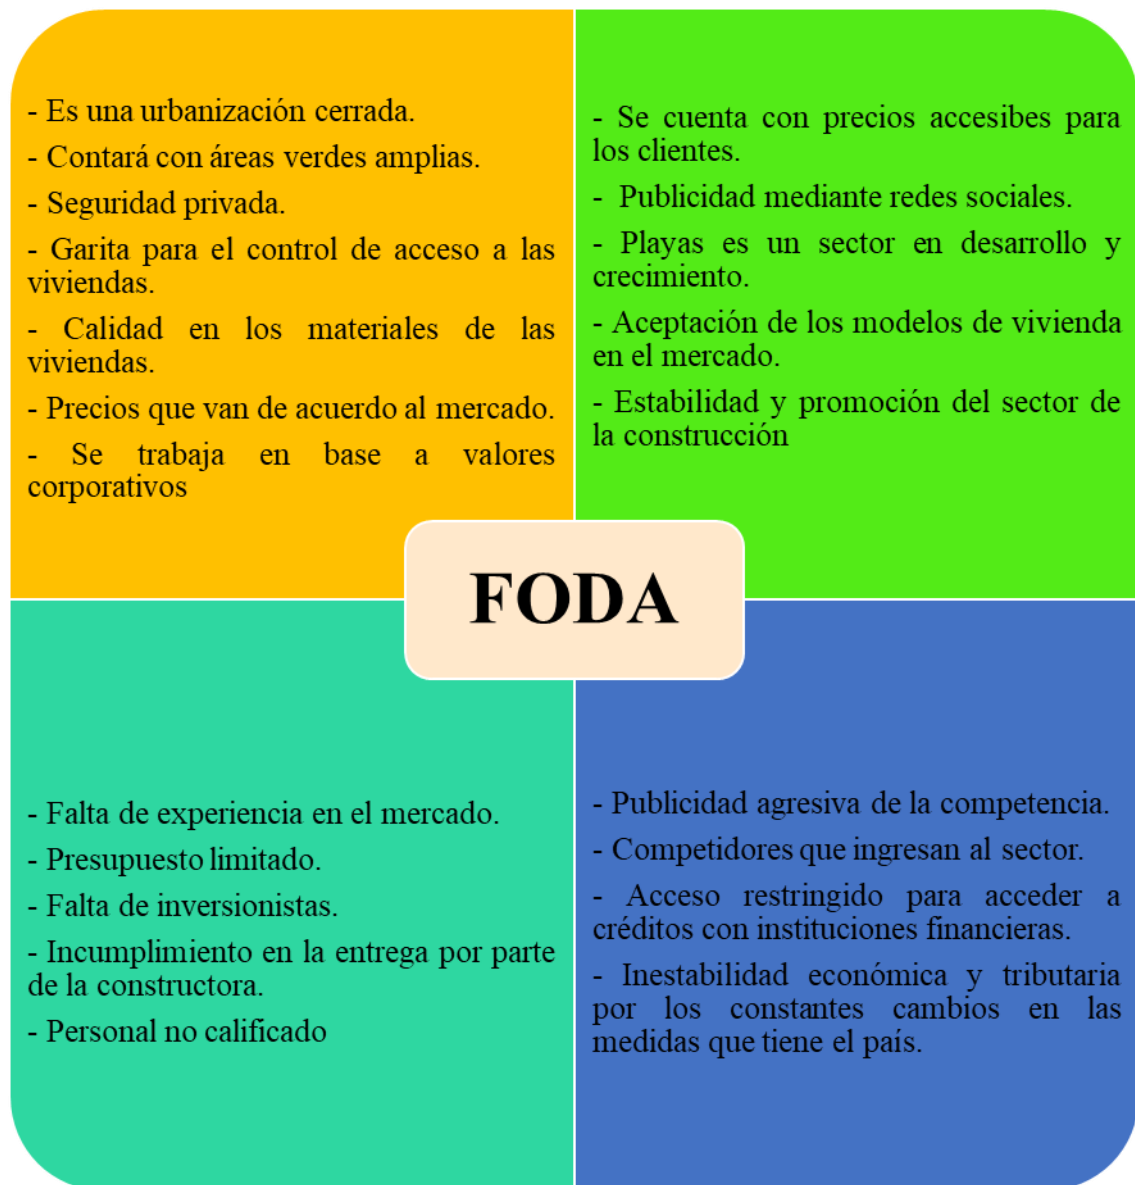 - Es una urbanización cerrada.
- Contará con áreas verdes amplias.
- Seguridad privada.
- Garita para el control de acceso a las
viviendas.
- Calidad en los materiales de las
viviendas.
- Precios que van de acuerdo al mercado.
- Se trabaja en base a valores
corporativos
- Se cuenta con precios accesibes para
los clientes.
- Publicidad mediante redes sociales.
- Playas es un sector en desarrollo y
crecimiento.
- Aceptación de los modelos de vivienda
en el mercado.
- Estabilidad y promoción del sector de
la construcción
FODA
- Falta de experiencia en el mercado.
- Presupuesto limitado.
- Falta de inversionistas.
- Incumplimiento en la entrega por parte
de la constructora.
- Personal no calificado
- Publicidad agresiva de la competencia.
- Competidores que ingresan al sector.
- Acceso restringido para acceder a
créditos con instituciones financieras.
- Inestabilidad económica y tributaria
por los constantes cambios en las
medidas que tiene el país.